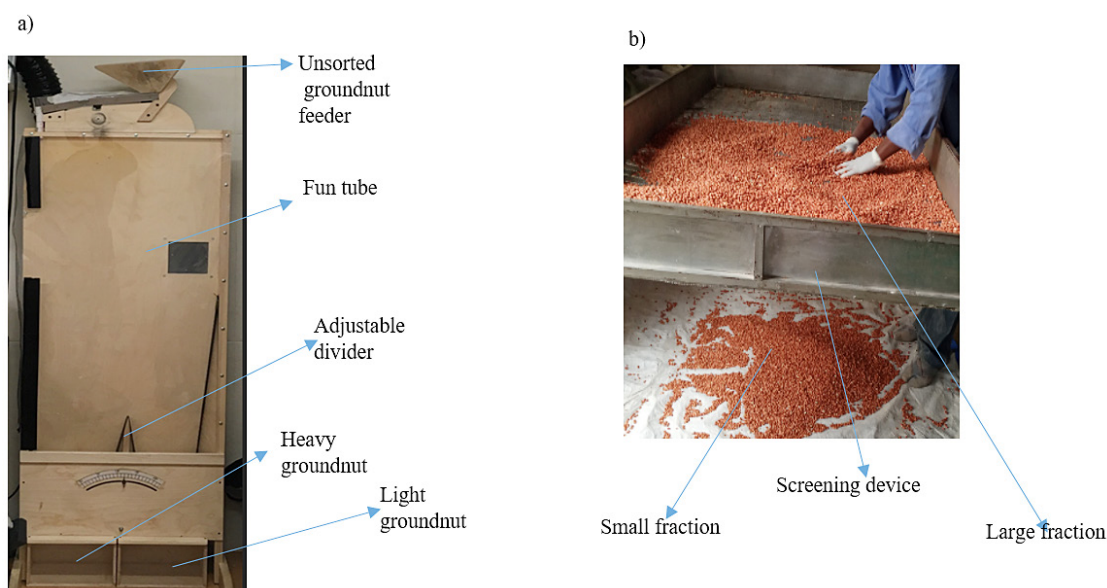 a)
Unsorted
groundnut
feeder
Fun tube
Adjustable
divider
Heavy
groundnut
Light
groundnut
b)
Screening device
Small fraction
Large fraction